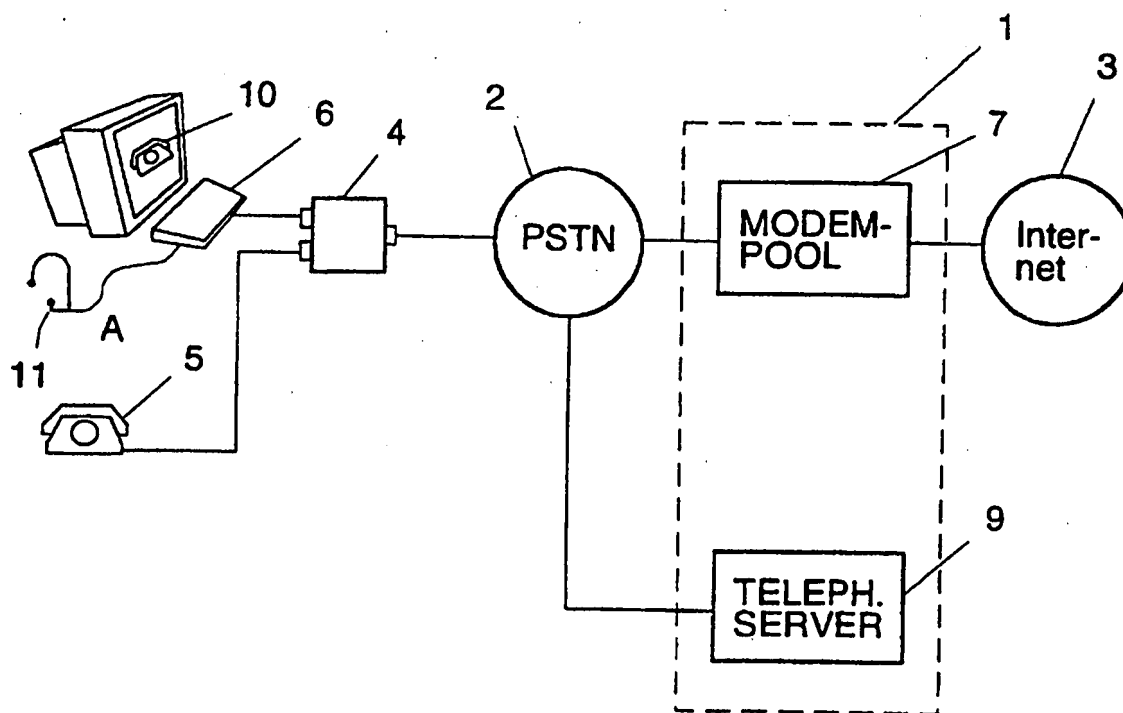 1
2
3
10
6
4
7
PSTN
MODEM-
POOL
Inter-
net
A
11
5
9
TELEPH.
SERVER